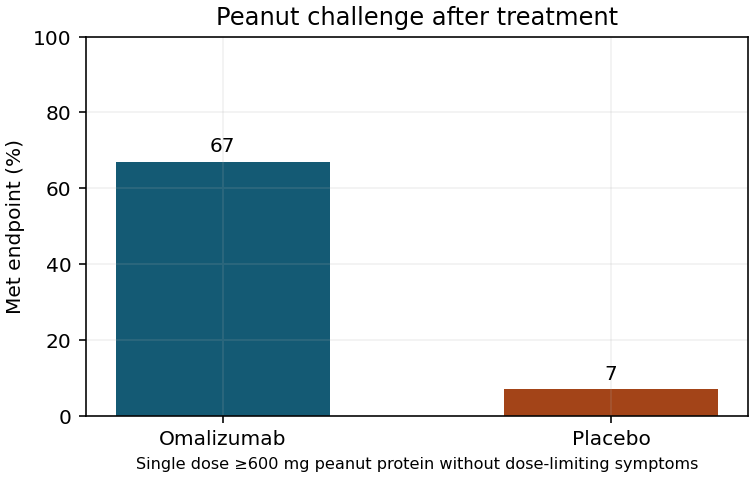 Peanut challenge after treatment
Met endpoint (%)
100
80
60
40
20
0
67
7
Omalizumab
Placebo
Single dose ≥600 mg peanut protein without dose-limiting symptoms